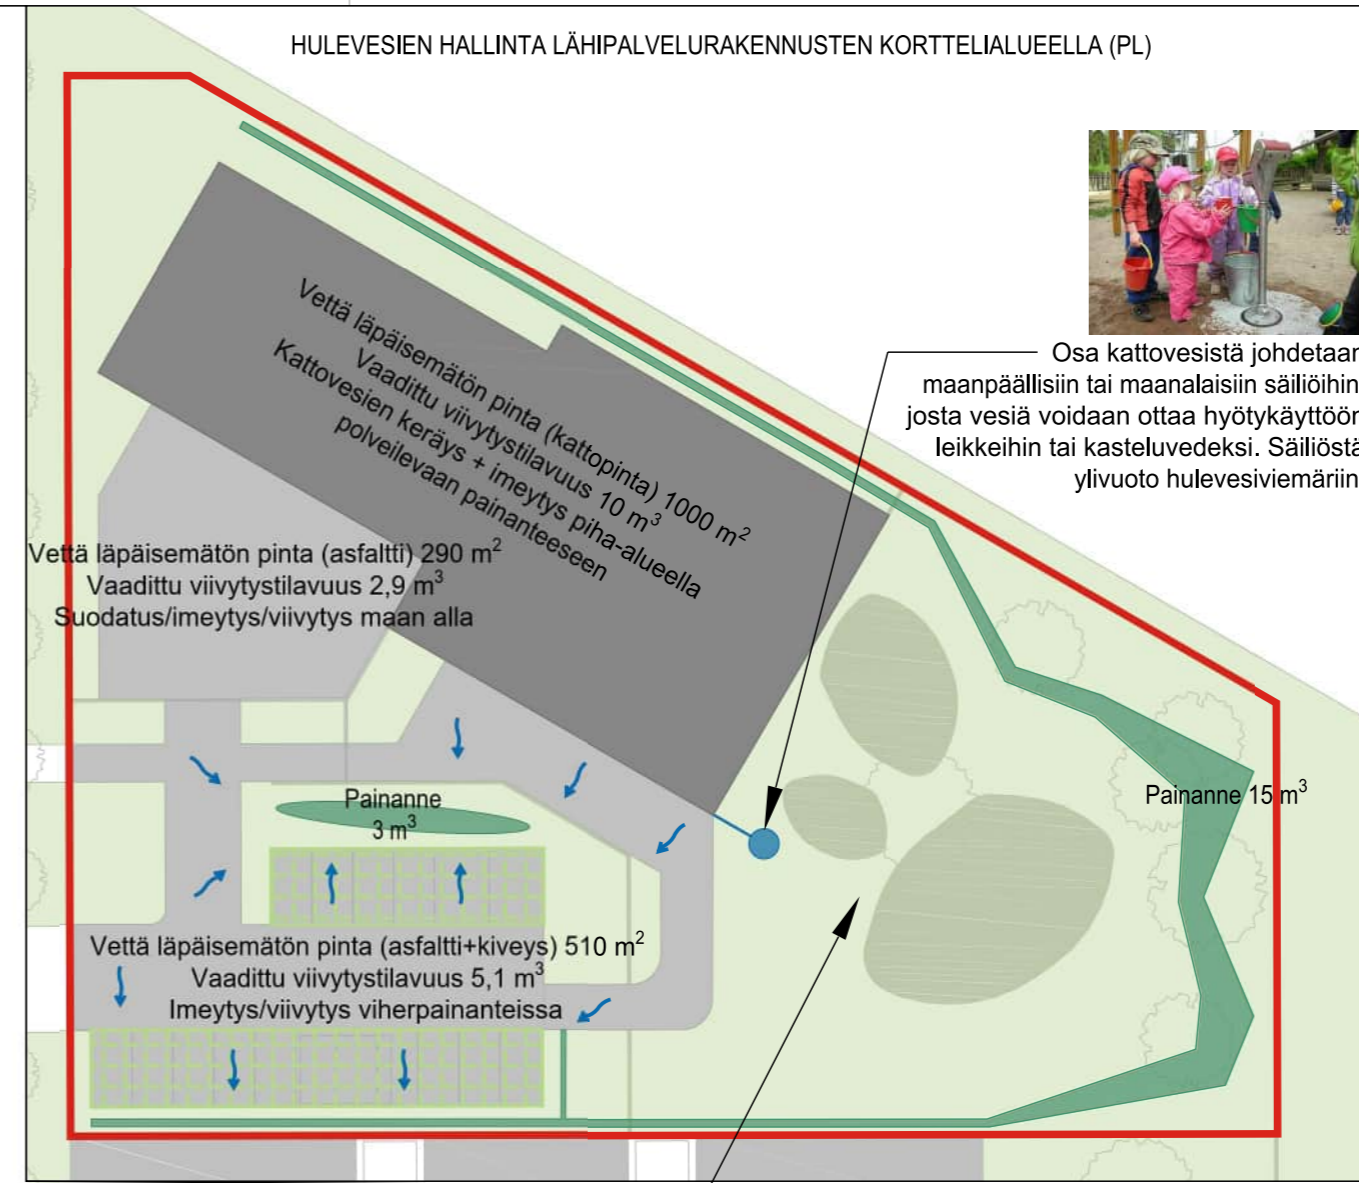 HULEVESIEN HALLINTA LÄHIPALVELURAKENNUSTEN KORTTELIALUEELLA (PL)
Osa kattovesistä johdetaan
maanpäällisiin tai maanalaisiin säiliöihin
josta vesiä voidaan ottaa hyötykäyttöön
leikkeihin tai kasteluvedeksi. Säiliöstä
ylivuoto hulevesiviemäriin
Vettä läpäisemätön pinta (kattopinta) 1000 m²
Vaadittu viivytystilavuus 10 m³
Kattovesien keräys + imeytys piha-alueella
polveilevaan painanteeseen
Vettä läpäisemätön pinta (asfaltti) 290 m²
Vaadittu viivytystilavuus 2,9 m³
Suodatus/imeytys/viivytys maan alla
Painanne
3 m³
Painanne 15 m³
Vettä läpäisemätön pinta (asfaltti+kiveys) 510 m²
Vaadittu viivytystilavuus 5,1 m³
Imeytys/viivytys viherpainanteissa